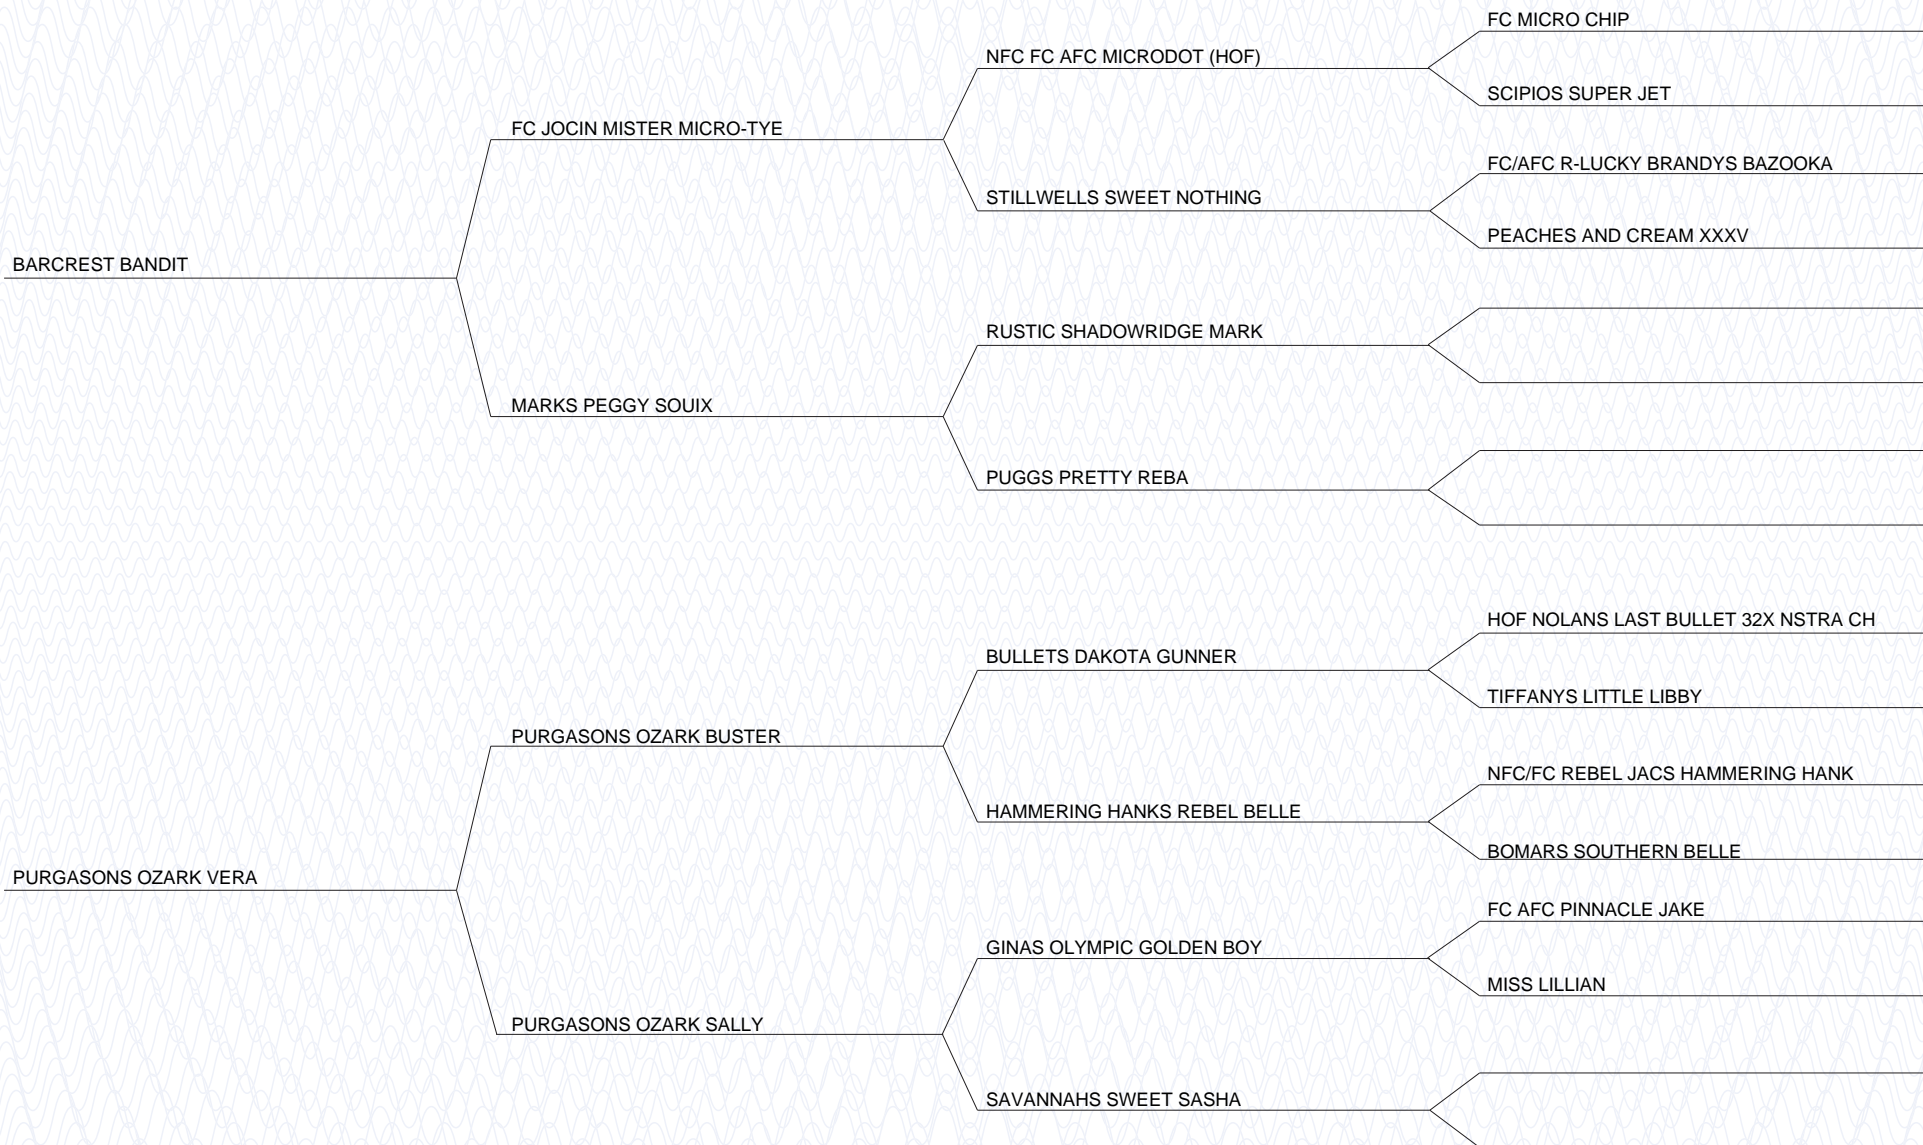 FC MICRO CHIP
NFC FC AFC MICRODOT (HOF)
SCIPIOS SUPER JET
FC JOCIN MISTER MICRO-TYE
FC/AFC R-LUCKY BRANDYS BAZOOKA
STILLWELLS SWEET NOTHING
PEACHES AND CREAM XXXV
BARCREST BANDIT
RUSTIC SHADOWRIDGE MARK
MARKS PEGGY SOUIX
PUGGS PRETTY REBA
HOF NOLANS LAST BULLET 32X NSTRA CH
BULLETS DAKOTA GUNNER
TIFFANYS LITTLE LIBBY
PURGASONS OZARK BUSTER
NFC/FC REBEL JACS HAMMERING HANK
HAMMERING HANKS REBEL BELLE
BOMARS SOUTHERN BELLE
PURGASONS OZARK VERA
FC AFC PINNACLE JAKE
GINAS OLYMPIC GOLDEN BOY
MISS LILLIAN
PURGASONS OZARK SALLY
SAVANNAHS SWEET SASHA